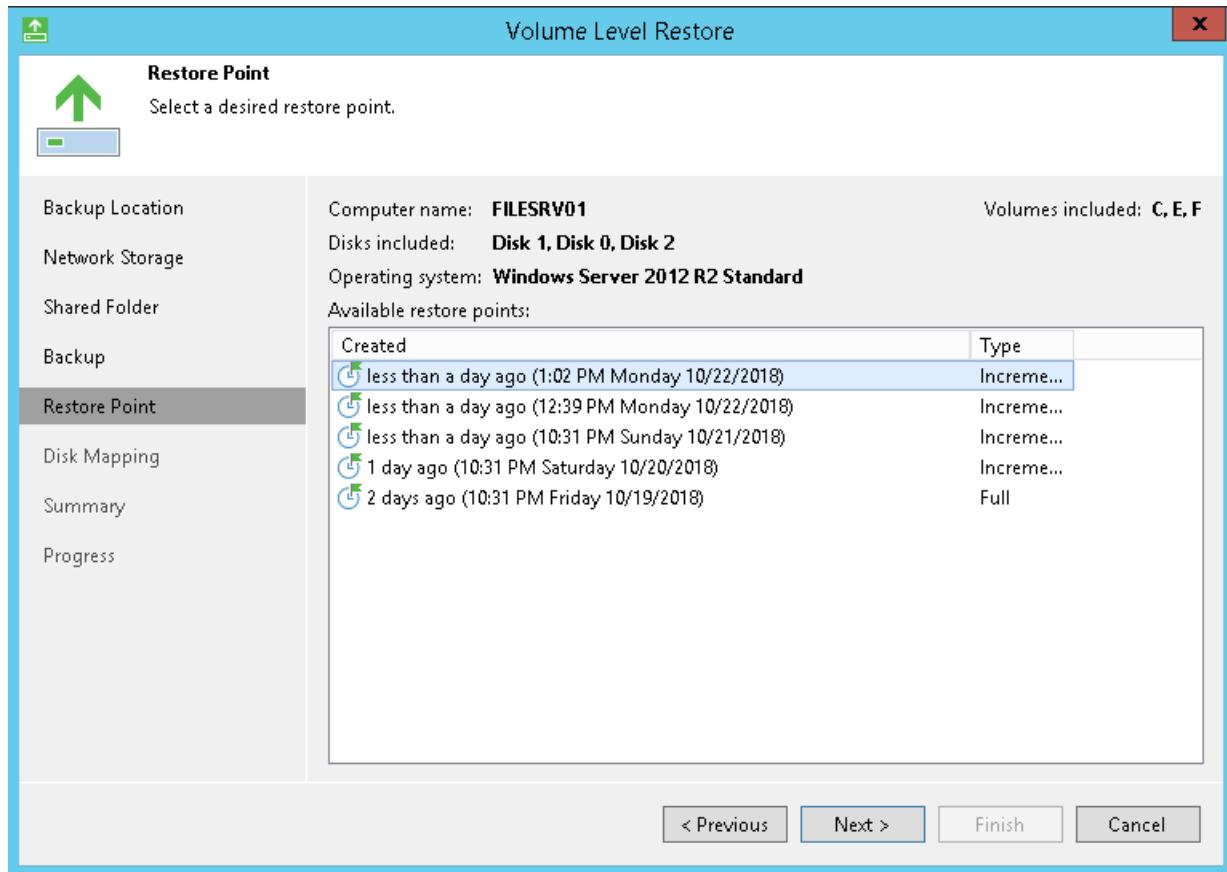 Volume Level Restore
x
Restore Point
Select a desired restore point.
Backup Location
Network Storage
Shared Folder
Backup
Restore Point
Disk Mapping
Summary
Progress
Computer name: FILESRV01 Volumes included: C, E, F
Disks included: Disk 1, Disk 0, Disk 2
Operating system: Windows Server 2012 R2 Standard
Available restore points:
Created Type
less than a day ago (1:02 PM Monday 10/22/2018) Increme...
less than a day ago (12:39 PM Monday 10/22/2018) Increme...
less than a day ago (10:31 PM Sunday 10/21/2018) Increme...
1 day ago (10:31 PM Saturday 10/20/2018) Increme...
2 days ago (10:31 PM Friday 10/19/2018) Full
< Previous Next > Finish Cancel